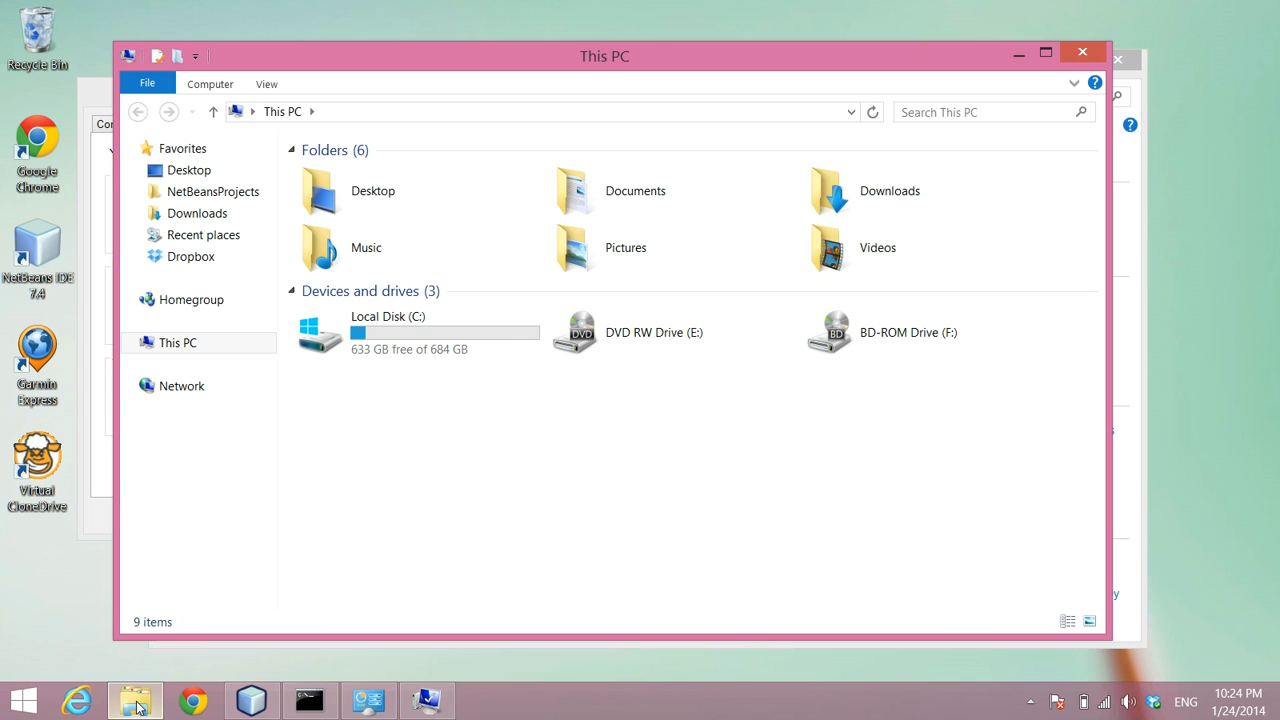 Recycle Bin
Google
Chrome
NetBeans IDE
7.4
Garmin
Express
Virtual
CloneDrive
This PC
File
Computer
View
This PC
Search This PC
Favorites
Desktop
NetBeansProjects
Downloads
Recent places
Dropbox
Homegroup
This PC
Network
Folders (6)
Desktop
Documents
Downloads
Music
Pictures
Videos
Devices and drives (3)
Local Disk (C:)
633 GB free of 684 GB
DVD
DVD RW Drive (E:)
BD
BD-ROM Drive (F:)
9 items
ENG
10:24 PM
1/24/2014